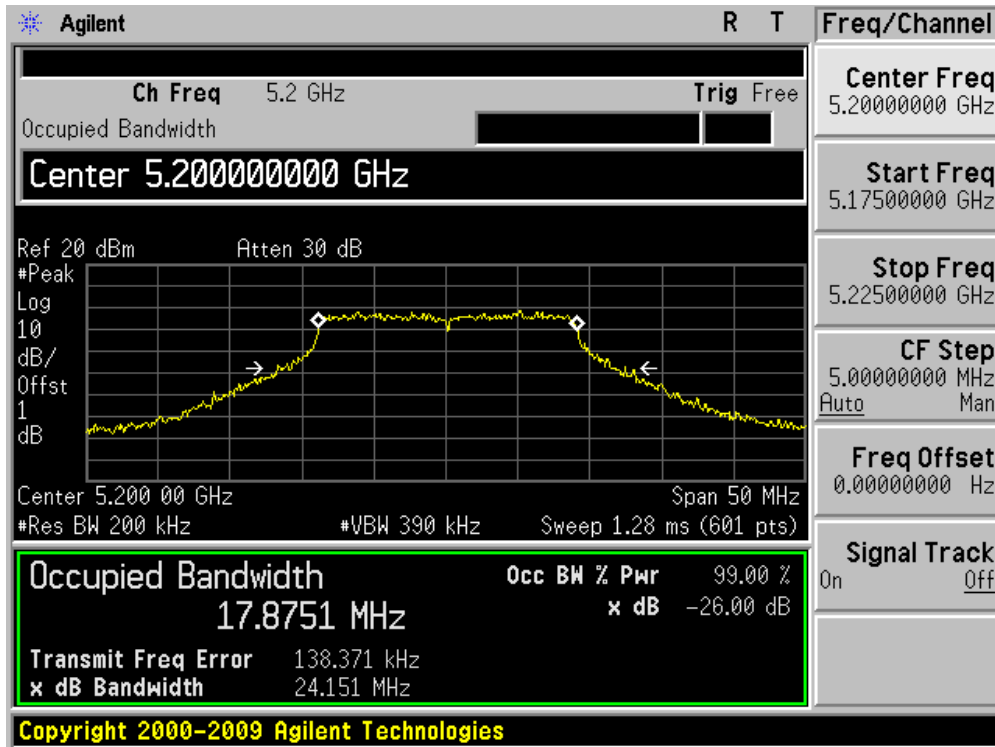 Agilent R T
Freq/Channel
Ch Freq 5.2 GHz Trig Free
Occupied Bandwidth
Center 5.200000000 GHz
Ref 20 dBm Atten 30 dB
#Peak
Log
10
dB/
Offst
1
dB
Center 5.200 00 GHz Span 50 MHz
#Res BW 200 kHz #VBW 390 kHz Sweep 1.28 ms (601 pts)
Occupied Bandwidth
17.8751 MHz
Occ BW % Pwr 99.00 %
x dB -26.00 dB
Transmit Freq Error 138.371 kHz
x dB Bandwidth 24.151 MHz
Copyright 2000-2009 Agilent Technologies
Center Freq
5.20000000 GHz
Start Freq
5.17500000 GHz
Stop Freq
5.22500000 GHz
CF Step
5.00000000 MHz
Auto Man
Freq Offset
0.00000000 Hz
Signal Track
On Off